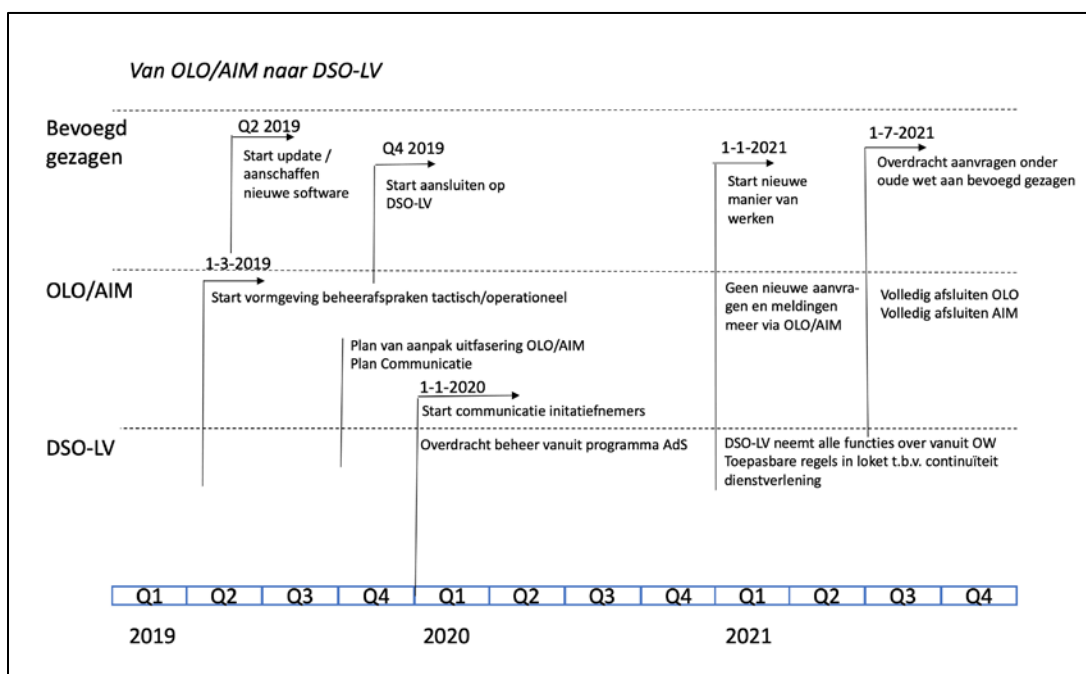 Van OLO/AIM naar DSO-LV
Bevoegd
gezagen
Q2 2019
Start update /
aanschaffen
nieuwe software
Q4 2019
Start aansluiten op
DSO-LV
1-1-2021
Start nieuwe
manier van
werken
1-7-2021
Overdracht aanvragen onder
oude wet aan bevoegd gezagen
OLO/AIM
1-3-2019
Start vormgeving beheerafspraken tactisch/operationeel
Plan van aanpak uitfasering OLO/AIM
Plan Communicatie
1-1-2020
Start communicatie initatiefnemers
Geen nieuwe aanvra-
gen en meldingen
meer via OLO/AIM
Volledig afsluiten OLO
Volledig afsluiten AIM
DSO-LV
Overdracht beheer vanuit programma AdS
DSO-LV neemt alle functies over vanuit OW
Toepasbare regels in loket t.b.v. continuïteit
dienstverlening
Q1 Q2 Q3 Q4 Q1 Q2 Q3 Q4 Q1 Q2 Q3 Q4
2019 2020 2021